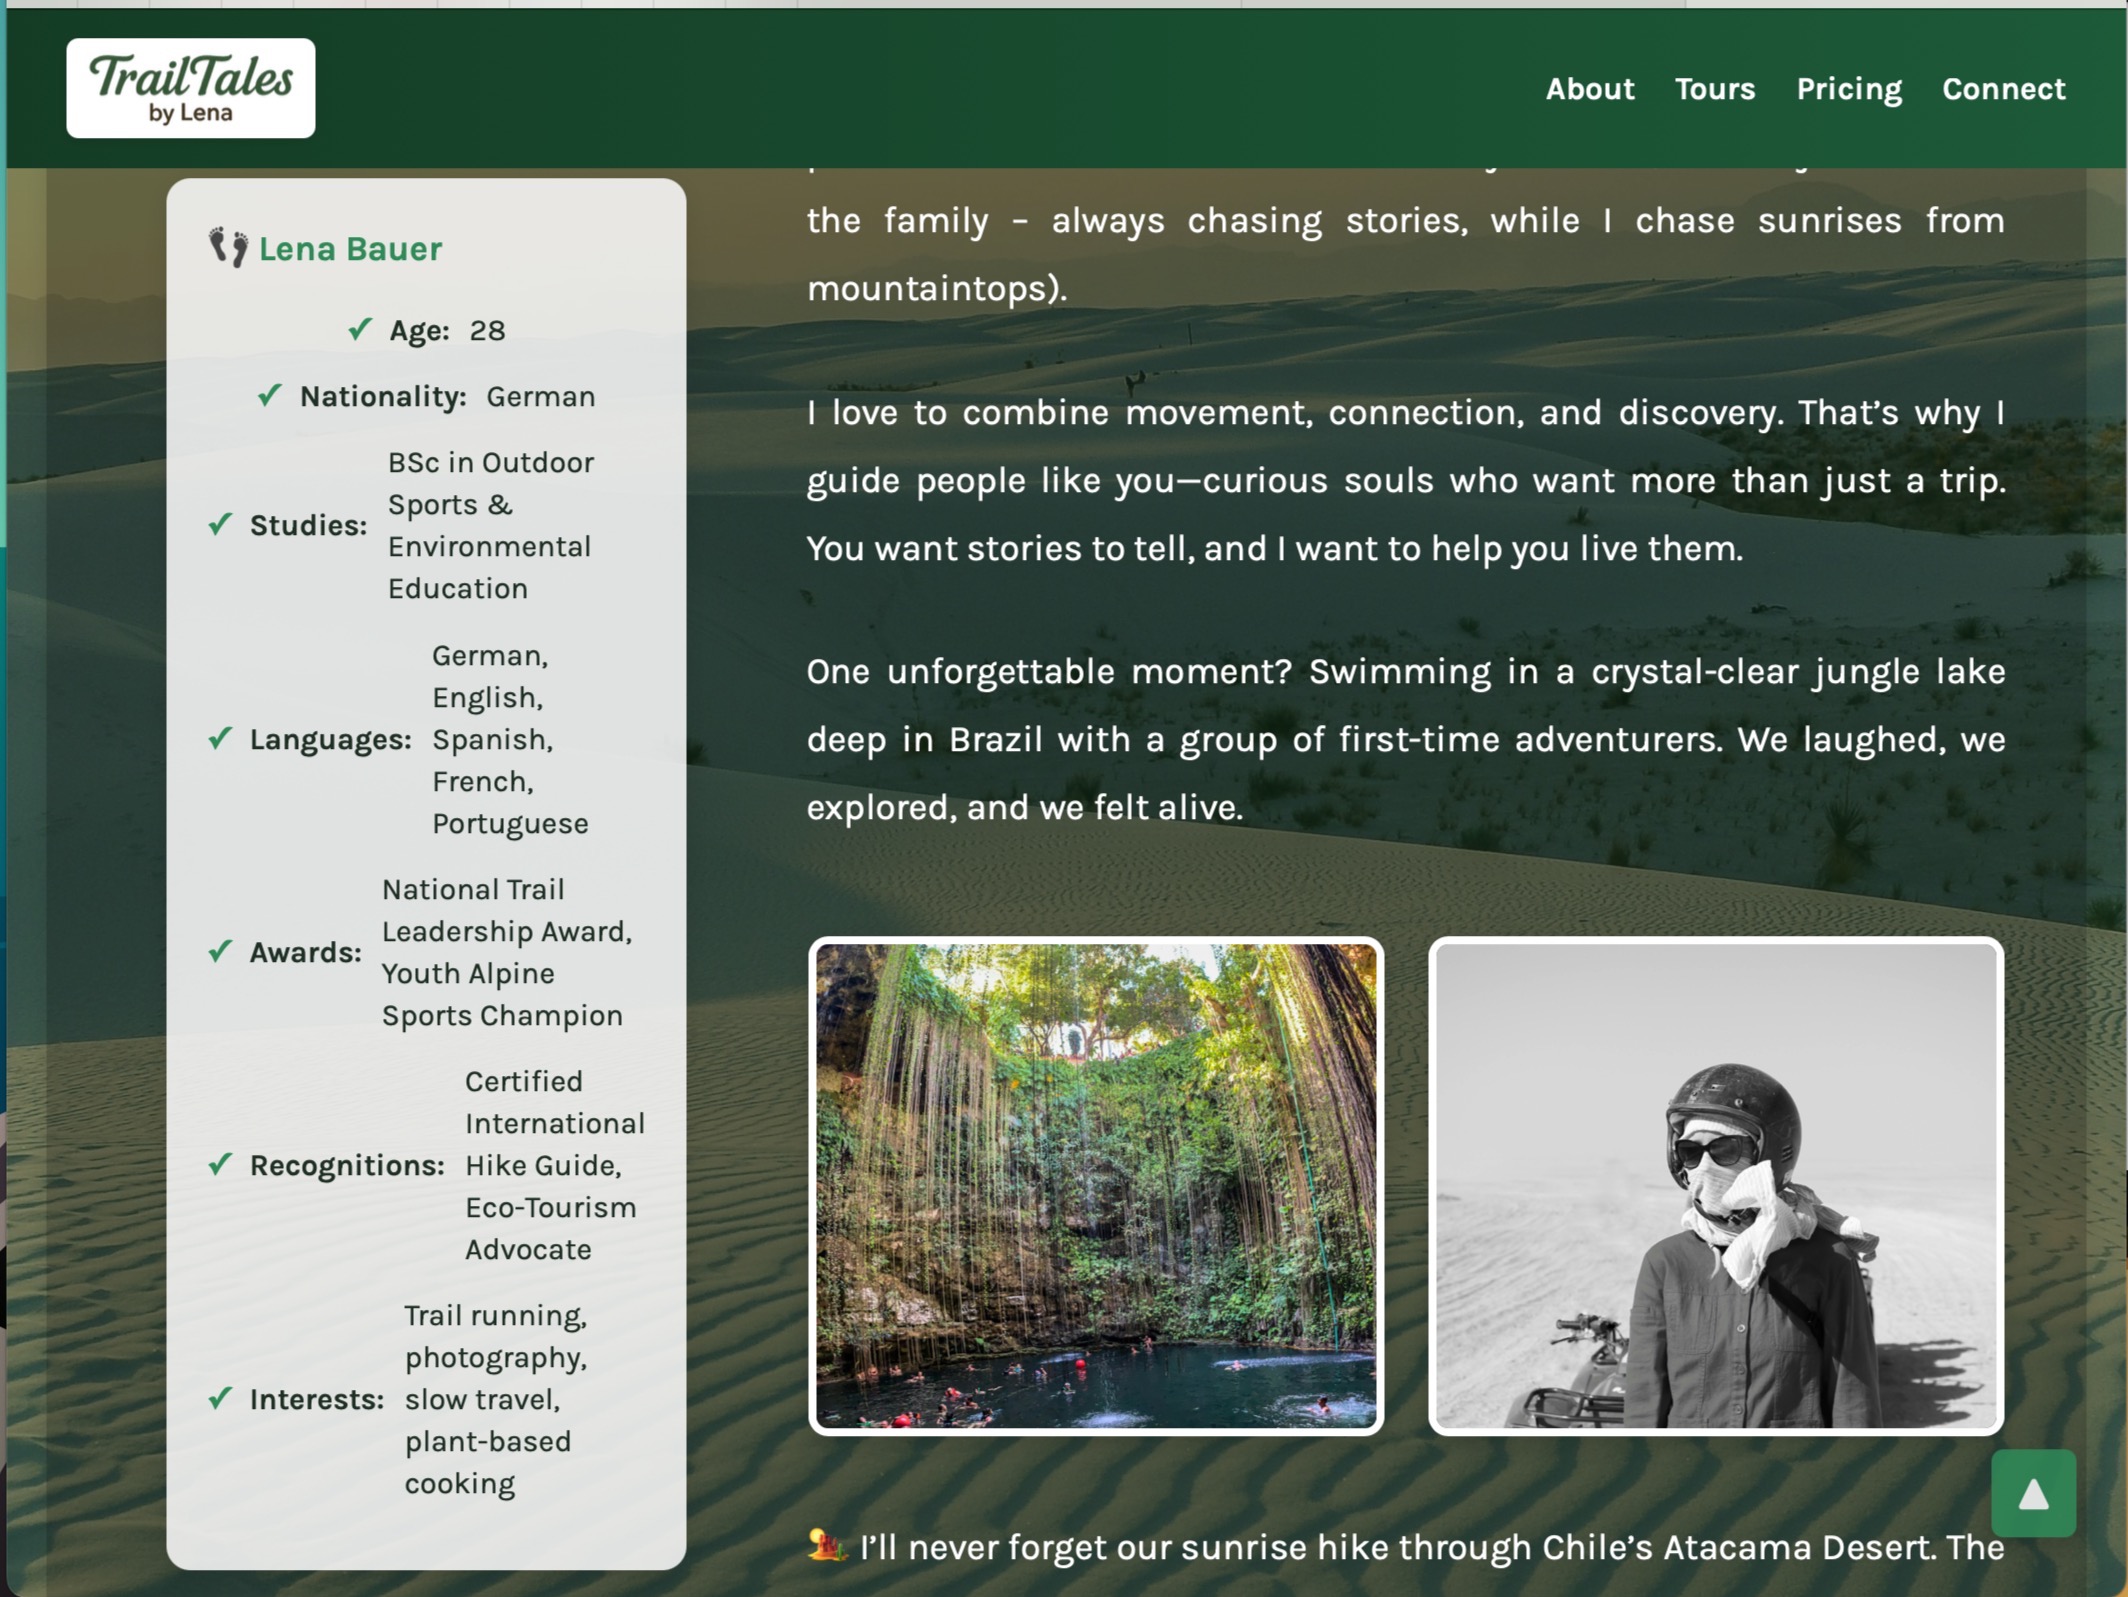 TrailTales
by Lena
About Tours Pricing Connect
Lena Bauer
✓ Age: 28
✓ Nationality: German
✓ Studies: BSc in Outdoor
Sports &
Environmental
Education
✓ Languages: German,
English,
Spanish,
French,
Portuguese
✓ Awards: National Trail
Leadership Award,
Youth Alpine
Sports Champion
✓ Recognitions: Certified
International
Hike Guide,
Eco-Tourism
Advocate
✓ Interests: Trail running,
photography,
slow travel,
plant-based
cooking
the family – always chasing stories, while I chase sunrises from
mountaintops).
I love to combine movement, connection, and discovery. That’s why I
guide people like you—curious souls who want more than just a trip.
You want stories to tell, and I want to help you live them.
One unforgettable moment? Swimming in a crystal-clear jungle lake
deep in Brazil with a group of first-time adventurers. We laughed, we
explored, and we felt alive.
I’ll never forget our sunrise hike through Chile’s Atacama Desert. The